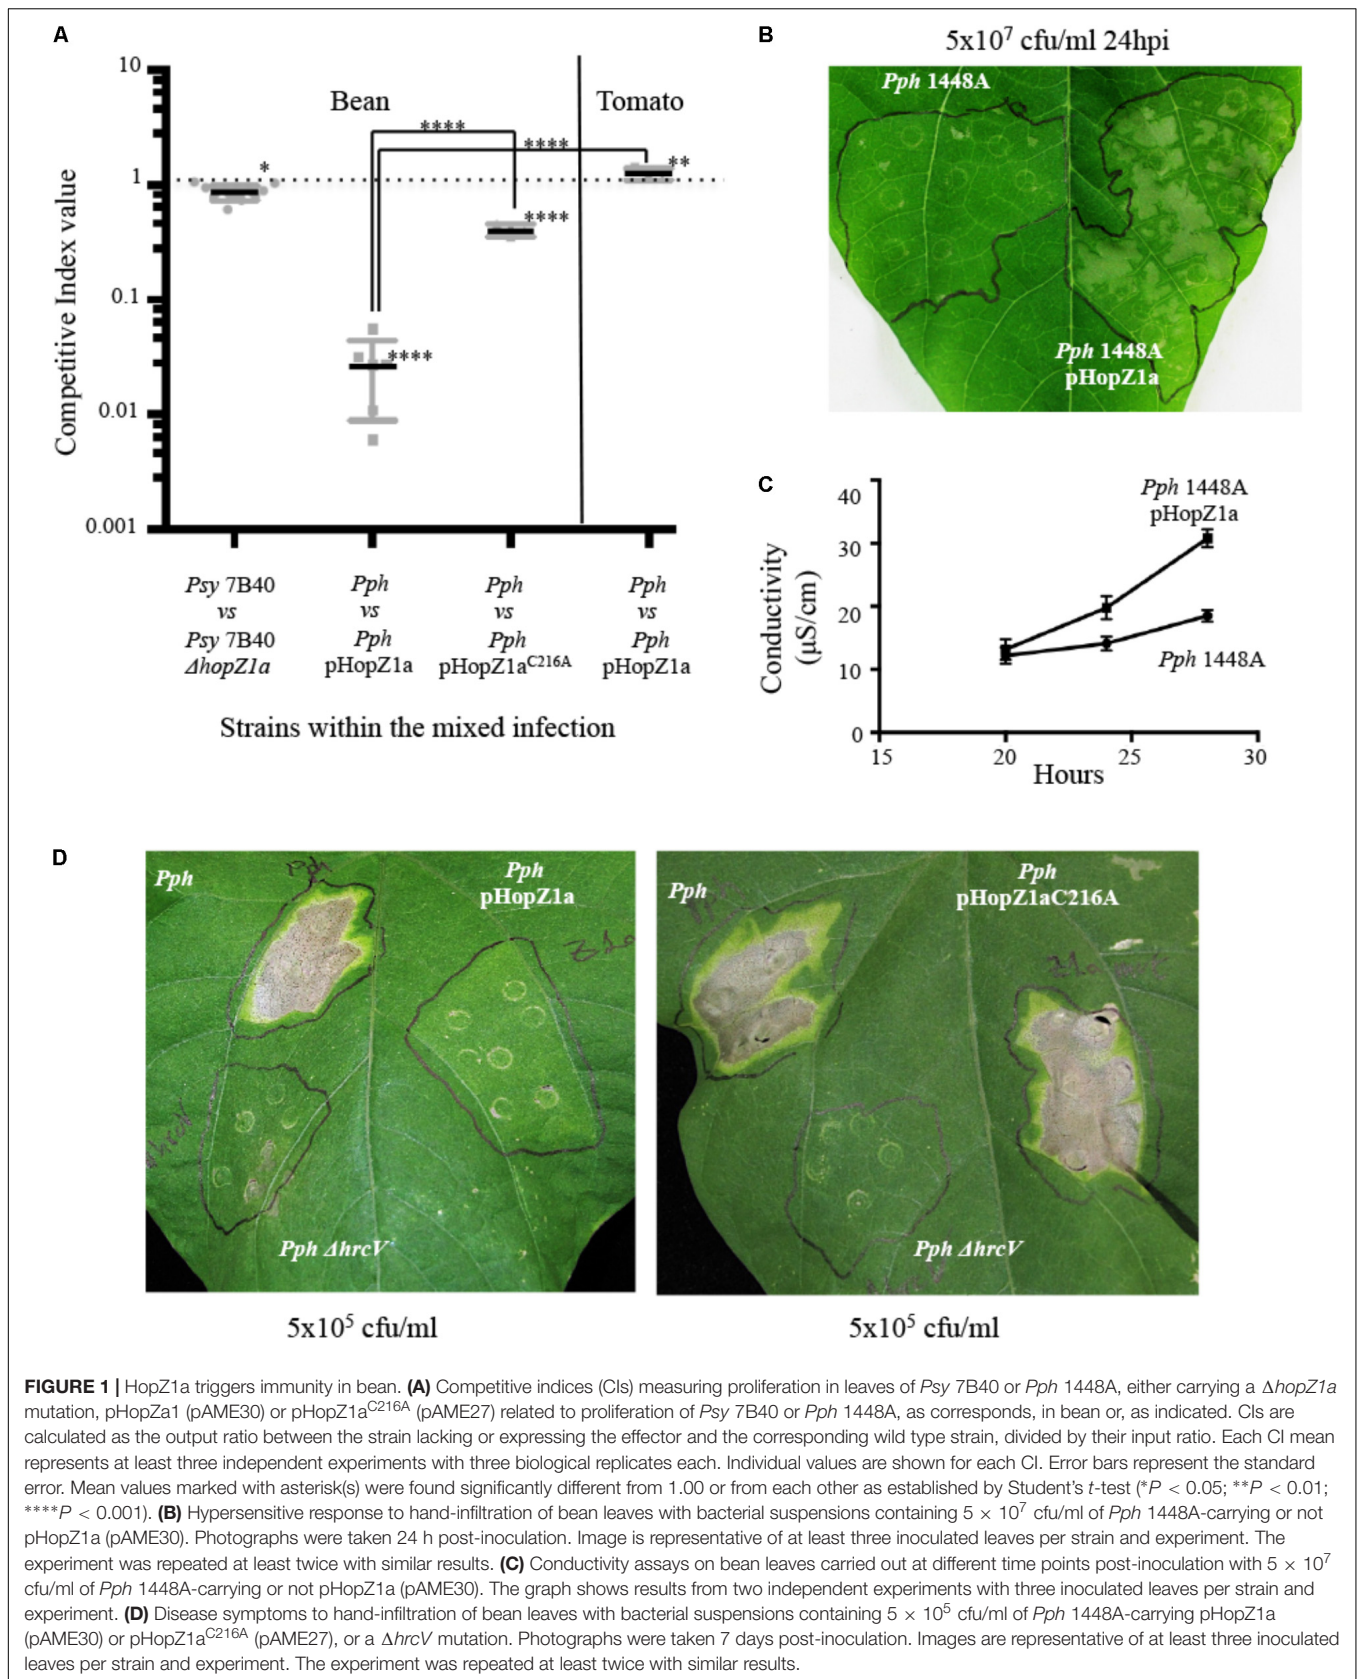 A
10
1
0.1
0.01
0.001
Competitive Index value
Bean
Tomato
*
****
****
****
****
**
Psy 7B40
vs
Psy 7B40
ΔhopZ1a
Pph
vs
Pph
pHopZ1a
Pph
vs
Pph
pHopZ1a^C216A
Pph
vs
Pph
pHopZ1a
Strains within the mixed infection
B
5x10⁷ cfu/ml 24hpi
Pph 1448A
Pph 1448A
pHopZ1a
C
40
30
20
10
0
Conductivity
(µS/cm)
Pph 1448A
pHopZ1a
Pph 1448A
15
20
25
30
Hours
D
Pph
Pph
Pph
pHopZ1a
Z1a
Pph ΔhrcV
5x10⁵ cfu/ml
Pph
Pph
pHopZ1aC216A
Pph ΔhrcV
5x10⁵ cfu/ml
FIGURE 1 | HopZ1a triggers immunity in bean. (A) Competitive indices (CIs) measuring proliferation in leaves of Psy 7B40 or Pph 1448A, either carrying a ΔhopZ1a
mutation, pHopZa1 (pAME30) or pHopZ1a^C216A (pAME27) related to proliferation of Psy 7B40 or Pph 1448A, as corresponds, in bean or, as indicated. CIs are
calculated as the output ratio between the strain lacking or expressing the effector and the corresponding wild type strain, divided by their input ratio. Each CI mean
represents at least three independent experiments with three biological replicates each. Individual values are shown for each CI. Error bars represent the standard
error. Mean values marked with asterisk(s) were found significantly different from 1.00 or from each other as established by Student's t-test (*P < 0.05; **P < 0.01;
****P < 0.001). (B) Hypersensitive response to hand-infiltration of bean leaves with bacterial suspensions containing 5 × 10⁷ cfu/ml of Pph 1448A-carrying or not
pHopZ1a (pAME30). Photographs were taken 24 h post-inoculation. Image is representative of at least three inoculated leaves per strain and experiment. The
experiment was repeated at least twice with similar results. (C) Conductivity assays on bean leaves carried out at different time points post-inoculation with 5 × 10⁷
cfu/ml of Pph 1448A-carrying or not pHopZ1a (pAME30). The graph shows results from two independent experiments with three inoculated leaves per strain and
experiment. (D) Disease symptoms to hand-infiltration of bean leaves with bacterial suspensions containing 5 × 10⁵ cfu/ml of Pph 1448A-carrying pHopZ1a
(pAME30) or pHopZ1a^C216A (pAME27), or a ΔhrcV mutation. Photographs were taken 7 days post-inoculation. Images are representative of at least three inoculated
leaves per strain and experiment. The experiment was repeated at least twice with similar results.